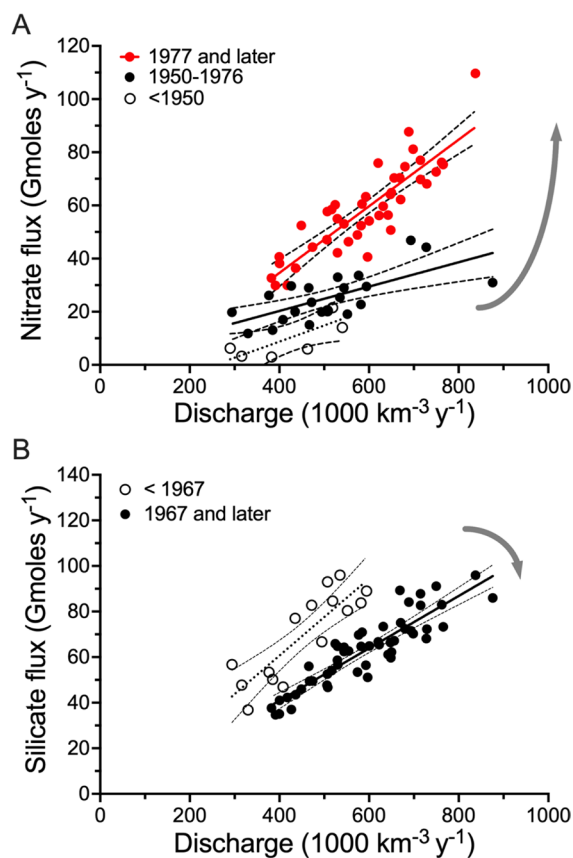 A
1977 and later
1950-1976
<1950
Nitrate flux (Gmoles y⁻¹)
120
100
80
60
40
20
0
0 200 400 600 800 1000
Discharge (1000 km⁻³ y⁻¹)
B
< 1967
1967 and later
Silicate flux (Gmoles y⁻¹)
140
120
100
80
60
40
20
0
0 200 400 600 800 1000
Discharge (1000 km⁻³ y⁻¹)